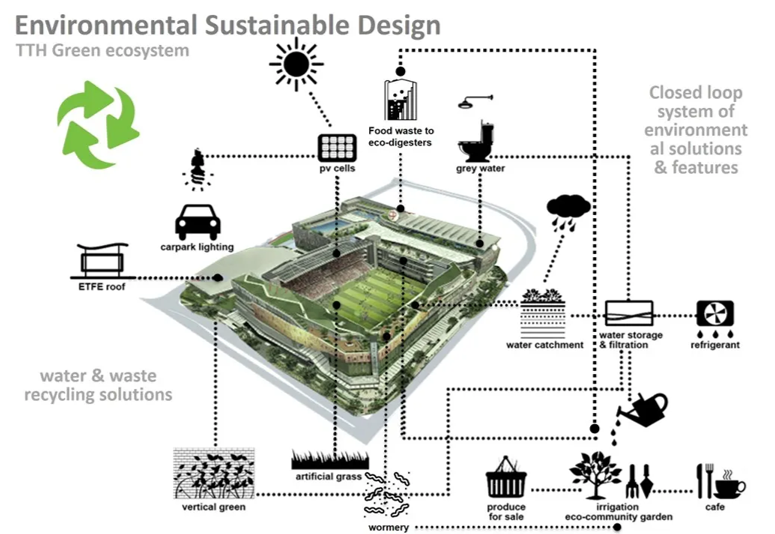 Environmental Sustainable Design
TTH Green ecosystem
Closed loop
system of
environment
al solutions
& features
Food waste to
eco-digesters
pv cells
grey water
carpark lighting
ETFE roof
water catchment
water storage
& filtration
refrigerant
water & waste
recycling solutions
vertical green
artificial grass
wormery
produce
for sale
irrigation
eco-community garden
cafe